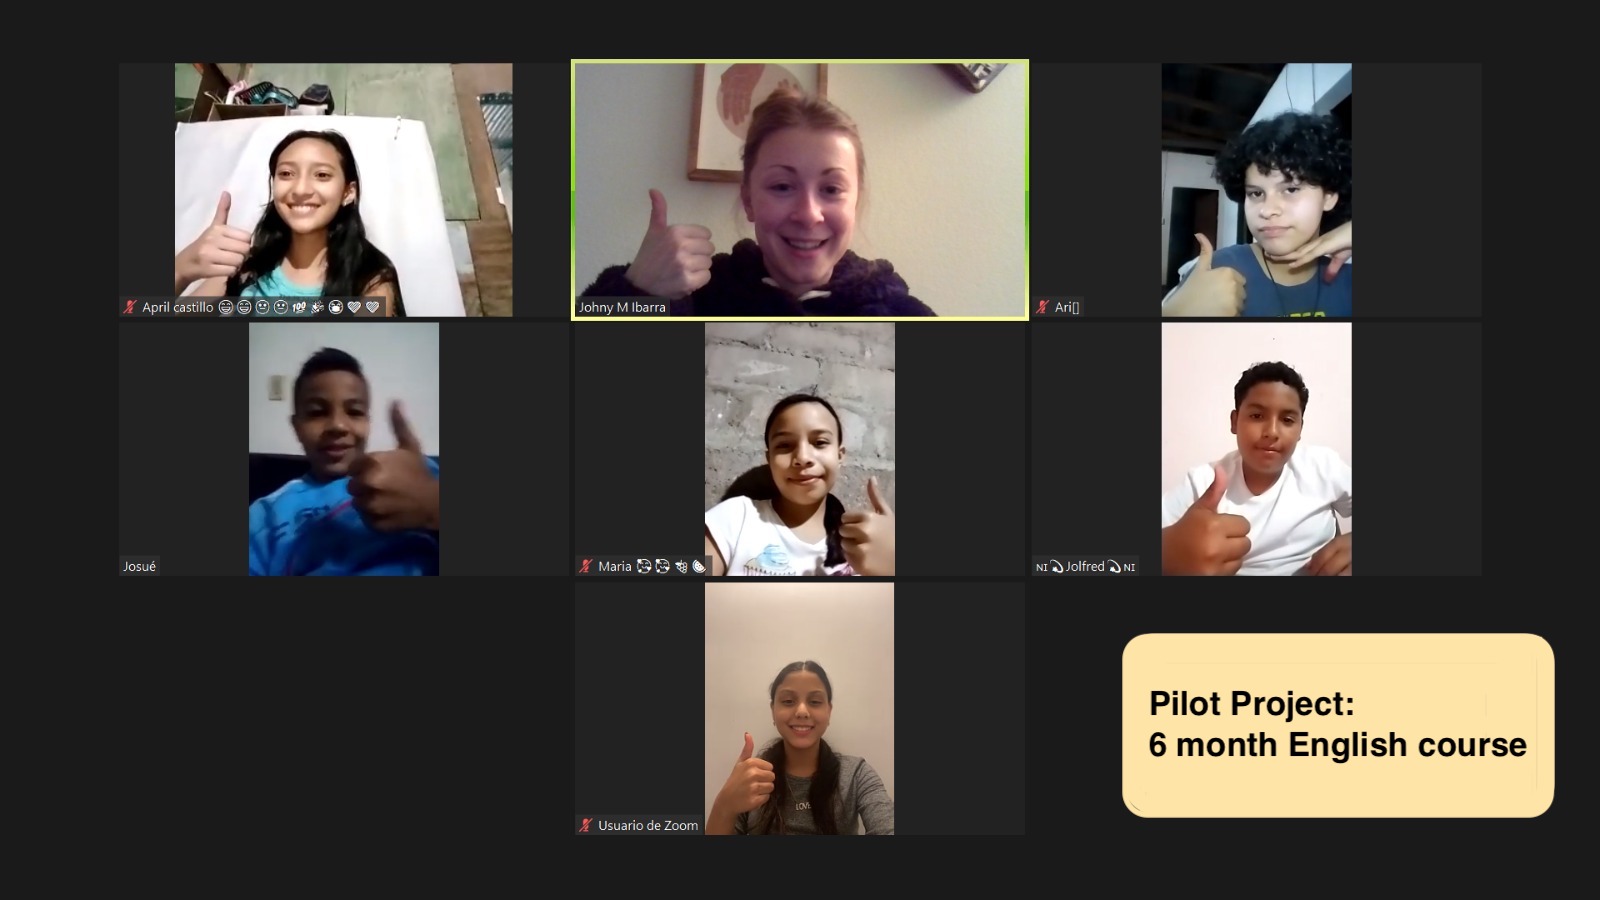 April castillo 😄😄🙂😐💯🎉😭💜💜
Johny M Ibarra
Ari[]
Josué
Maria 🥰🥰🍇🍉
NI 💫 Jolfred 💫 NI
LOVE
Usuario de Zoom
Pilot Project:
6 month English course